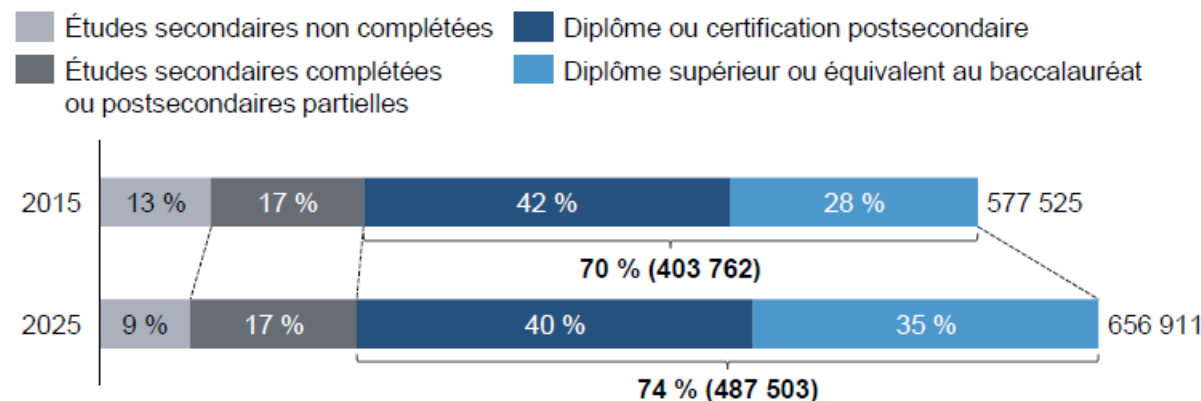 Études secondaires non complétées
Diplôme ou certification postsecondaire
Études secondaires complétées
ou postsecondaires partielles
Diplôme supérieur ou équivalent au baccalauréat
2015 13 % 17 % 42 % 28 % 577 525
70 % (403 762)
2025 9 % 17 % 40 % 35 % 656 911
74 % (487 503)